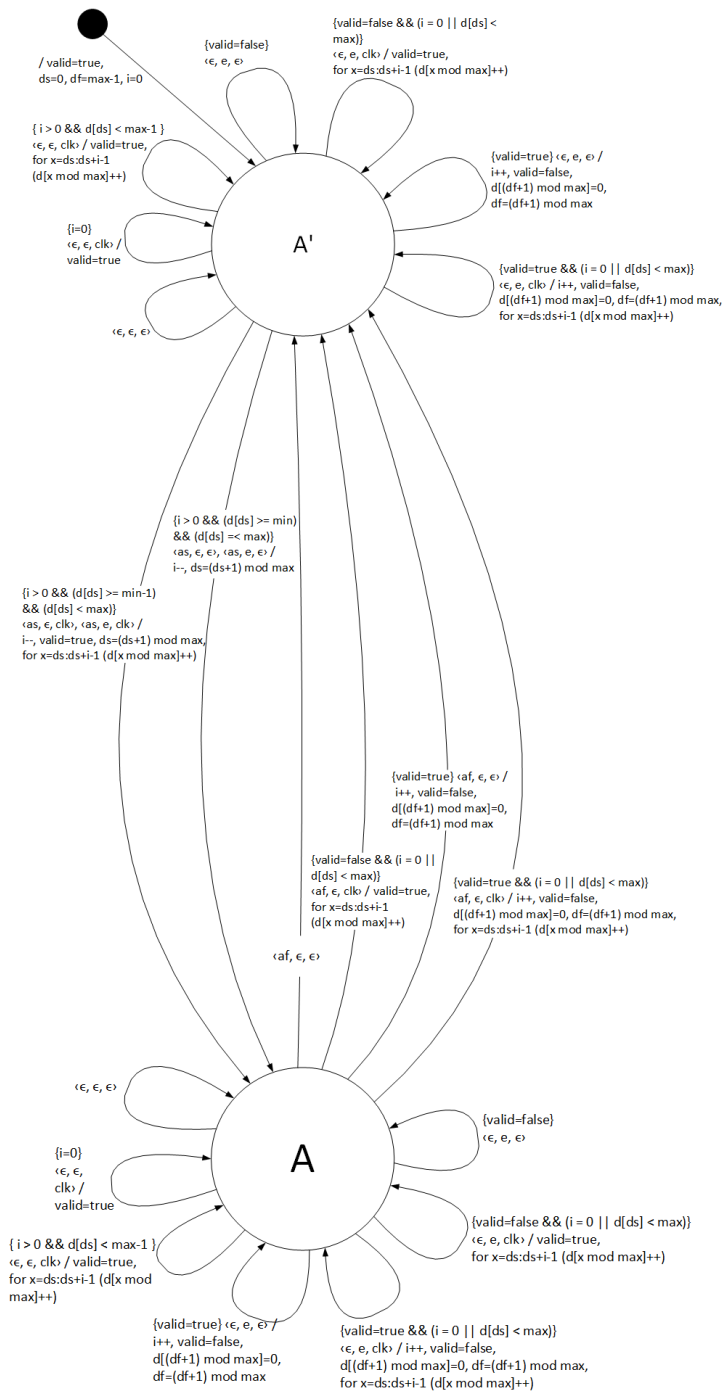 / valid=true,
ds=0, df=max-1, i=0
{valid=false}
‹ϵ, e, ϵ›
{valid=false && (i = 0 || d[ds] <
max)}
‹ϵ, e, clk› / valid=true,
for x=ds:ds+i-1 (d[x mod max]++)
{ i > 0 && d[ds] < max-1 }
‹ϵ, ϵ, clk› / valid=true,
for x=ds:ds+i-1
(d[x mod max]++)
{valid=true} ‹ϵ, e, ϵ› /
i++, valid=false,
d[(df+1) mod max]=0,
df=(df+1) mod max
{i=0}
‹ϵ, ϵ, clk› /
valid=true
A'
{valid=true && (i = 0 || d[ds] < max)}
‹ϵ, e, clk› / i++, valid=false,
d[(df+1) mod max]=0, df=(df+1) mod max,
for x=ds:ds+i-1 (d[x mod max]++)
‹ϵ, ϵ, ϵ›
{i > 0 && (d[ds] >= min)
&& (d[ds] =< max)}
‹as, ϵ, ϵ›, ‹as, e, ϵ› /
i--, ds=(ds+1) mod max
{i > 0 && (d[ds] >= min-1)
&& (d[ds] < max)}
‹as, ϵ, clk›, ‹as, e, clk› /
i--, valid=true, ds=(ds+1) mod max,
for x=ds:ds+i-1 (d[x mod max]++)
{valid=true} ‹af, ϵ, ϵ› /
i++, valid=false,
d[(df+1) mod max]=0,
df=(df+1) mod max
{valid=false && (i = 0 ||
d[ds] < max)}
‹af, ϵ, clk› / valid=true,
for x=ds:ds+i-1
(d[x mod max]++)
{valid=true && (i = 0 || d[ds] < max)}
‹af, ϵ, clk› / i++, valid=false,
d[(df+1) mod max]=0, df=(df+1) mod max,
for x=ds:ds+i-1 (d[x mod max]++)
‹af, ϵ, ϵ›
‹ϵ, ϵ, ϵ›
{valid=false}
‹ϵ, e, ϵ›
{i=0}
‹ϵ, ϵ,
clk› /
valid=true
A
{valid=false && (i = 0 || d[ds] < max)}
‹ϵ, e, clk› / valid=true,
for x=ds:ds+i-1 (d[x mod max]++)
{ i > 0 && d[ds] < max-1 }
‹ϵ, ϵ, clk› / valid=true,
for x=ds:ds+i-1 (d[x mod
max]++)
{valid=true} ‹ϵ, e, ϵ› /
i++, valid=false,
d[(df+1) mod max]=0,
df=(df+1) mod max
{valid=true && (i = 0 || d[ds] < max)}
‹ϵ, e, clk› / i++, valid=false,
d[(df+1) mod max]=0, df=(df+1) mod max,
for x=ds:ds+i-1 (d[x mod max]++)